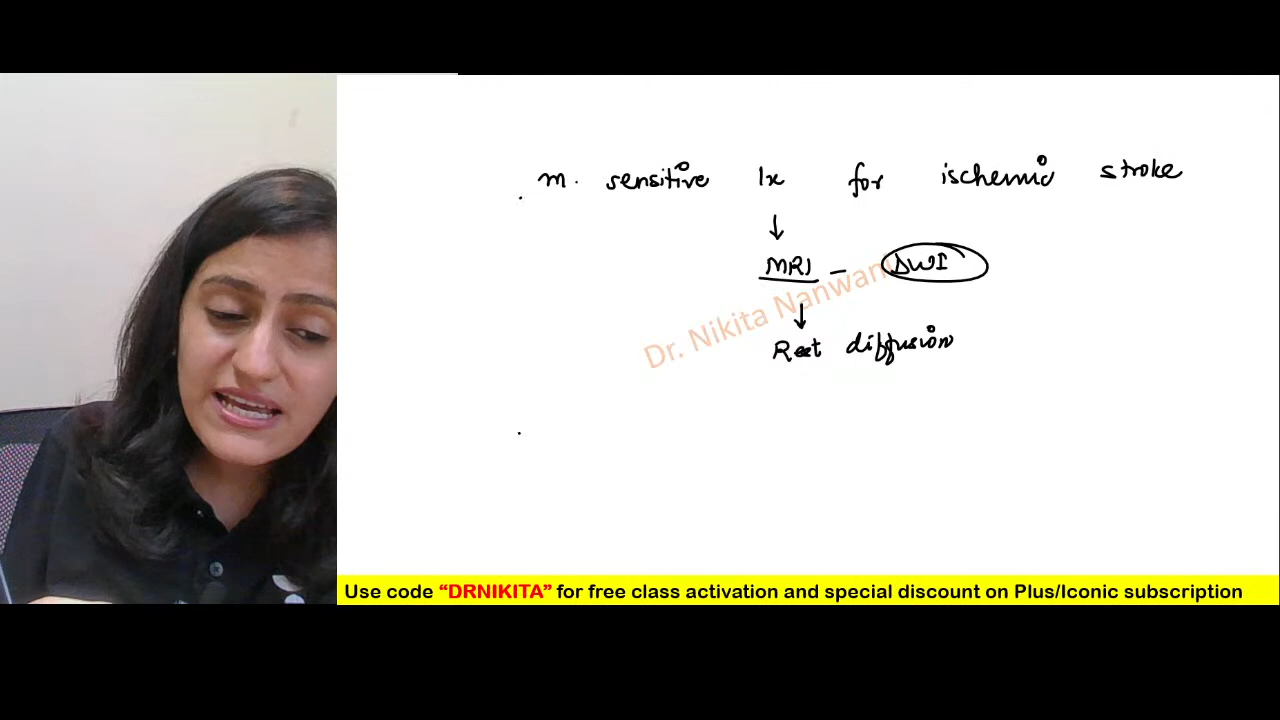 m. sensitive Ix for ischemic stroke
↓
MRI - DWI
↓
Rest diffusion
Dr. Nikita Nanwani
Use code “DRNIKITA” for free class activation and special discount on Plus/Iconic subscription